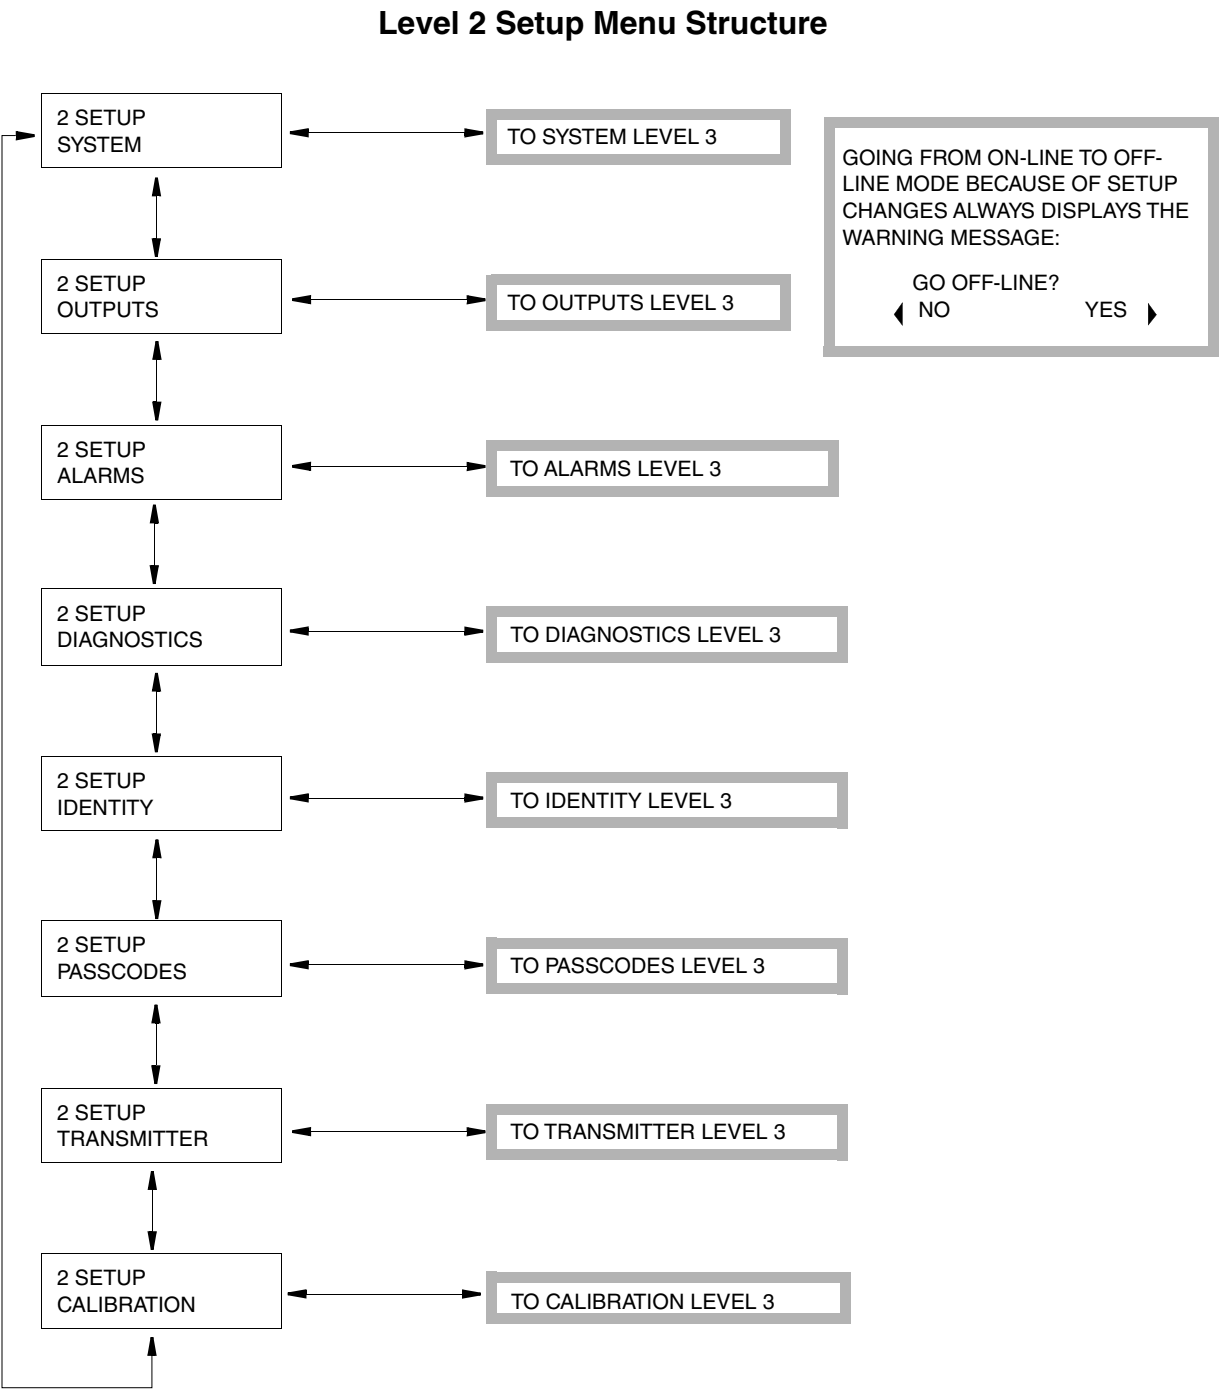 Level 2 Setup Menu Structure
2 SETUP
SYSTEM
TO SYSTEM LEVEL 3
GOING FROM ON-LINE TO OFF-
LINE MODE BECAUSE OF SETUP
CHANGES ALWAYS DISPLAYS THE
WARNING MESSAGE:
GO OFF-LINE?
NO YES
2 SETUP
OUTPUTS
TO OUTPUTS LEVEL 3
2 SETUP
ALARMS
TO ALARMS LEVEL 3
2 SETUP
DIAGNOSTICS
TO DIAGNOSTICS LEVEL 3
2 SETUP
IDENTITY
TO IDENTITY LEVEL 3
2 SETUP
PASSCODES
TO PASSCODES LEVEL 3
2 SETUP
TRANSMITTER
TO TRANSMITTER LEVEL 3
2 SETUP
CALIBRATION
TO CALIBRATION LEVEL 3